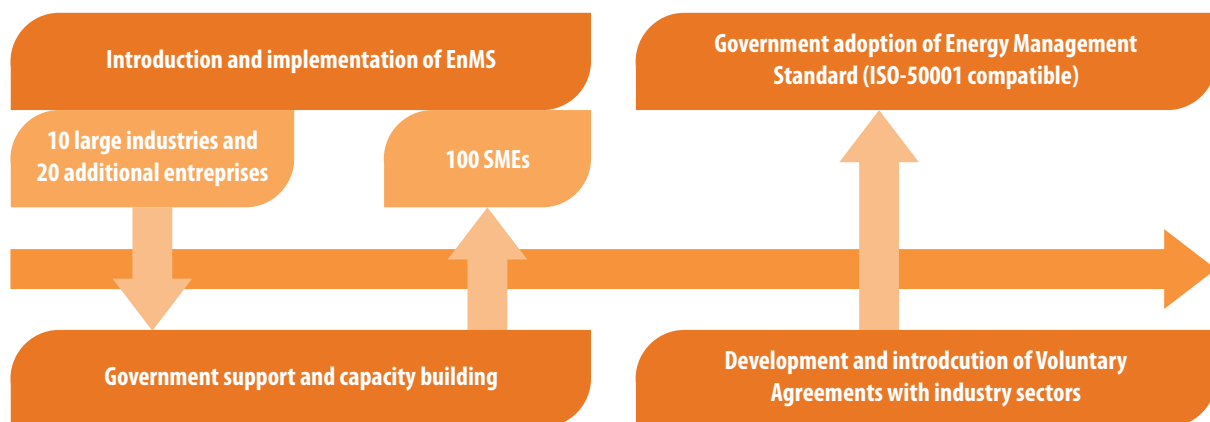 Introduction and implementation of EnMS
10 large industries and
20 additional entreprises
100 SMEs
Government support and capacity building
Government adoption of Energy Management
Standard (ISO-50001 compatible)
Development and introdcution of Voluntary
Agreements with industry sectors